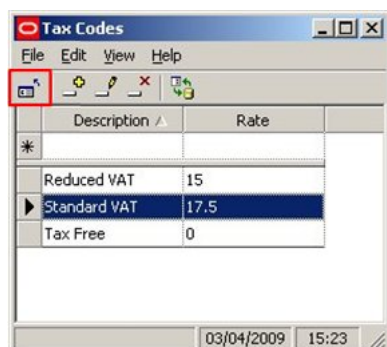 Tax Codes
File Edit View Help
Description Rate
*
Reduced VAT 15
Standard VAT 17.5
Tax Free 0
03/04/2009 15:23